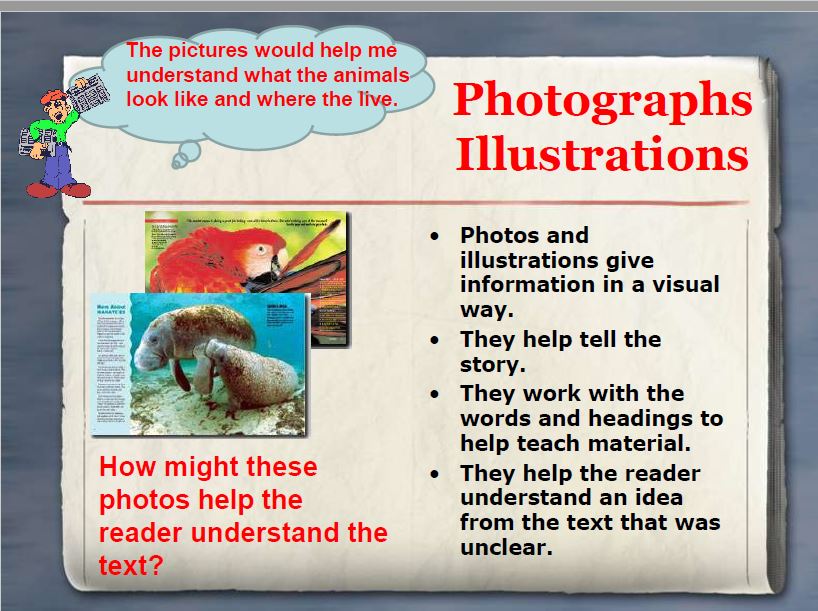 The pictures would help me
understand what the animals
look like and where the live.
Photographs
Illustrations
More About
MANATEES
How might these
photos help the
reader understand the
text?
• Photos and
illustrations give
information in a visual
way.
• They help tell the
story.
• They work with the
words and headings to
help teach material.
• They help the reader
understand an idea
from the text that was
unclear.